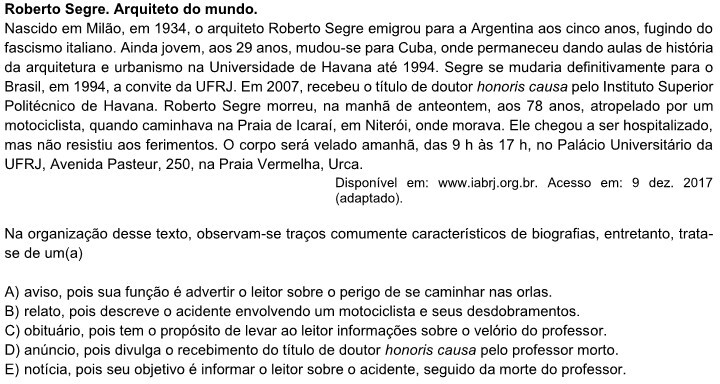 Roberto Segre. Arquiteto do mundo.
Nascido em Milão, em 1934, o arquiteto Roberto Segre emigrou para a Argentina aos cinco anos, fugindo do
fascismo italiano. Ainda jovem, aos 29 anos, mudou-se para Cuba, onde permaneceu dando aulas de história
da arquitetura e urbanismo na Universidade de Havana até 1994. Segre se mudaria definitivamente para o
Brasil, em 1994, a convite da UFRJ. Em 2007, recebeu o título de doutor honoris causa pelo Instituto Superior
Politécnico de Havana. Roberto Segre morreu, na manhã de anteontem, aos 78 anos, atropelado por um
motociclista, quando caminhava na Praia de Icaraí, em Niterói, onde morava. Ele chegou a ser hospitalizado,
mas não resistiu aos ferimentos. O corpo será velado amanhã, das 9 h às 17 h, no Palácio Universitário da
UFRJ, Avenida Pasteur, 250, na Praia Vermelha, Urca.
Disponível em: www.iabrj.org.br. Acesso em: 9 dez. 2017
(adaptado).
Na organização desse texto, observam-se traços comumente característicos de biografias, entretanto, trata-
se de um(a)
A) aviso, pois sua função é advertir o leitor sobre o perigo de se caminhar nas orlas.
B) relato, pois descreve o acidente envolvendo um motociclista e seus desdobramentos.
C) obituário, pois tem o propósito de levar ao leitor informações sobre o velório do professor.
D) anúncio, pois divulga o recebimento do título de doutor honoris causa pelo professor morto.
E) notícia, pois seu objetivo é informar o leitor sobre o acidente, seguido da morte do professor.